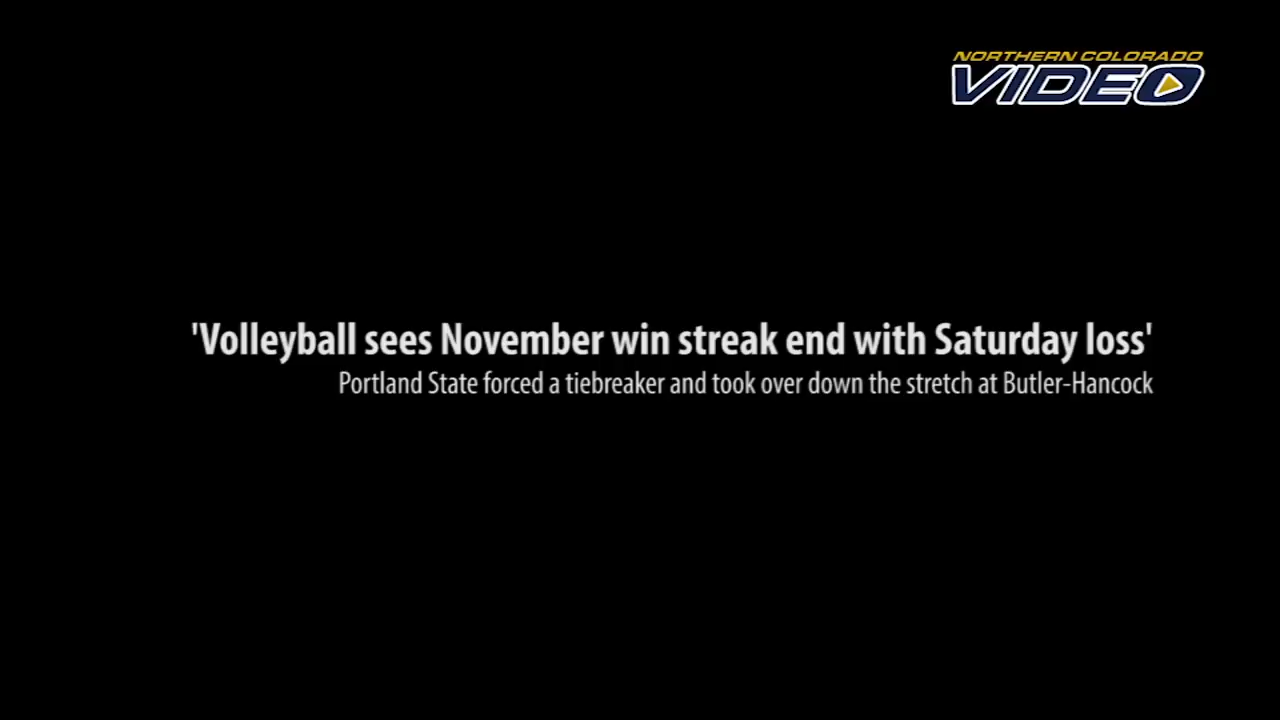 NORTHERN COLORADO
VIDEO
'Volleyball sees November win streak end with Saturday loss'
Portland State forced a tiebreaker and took over down the stretch at Butler-Hancock